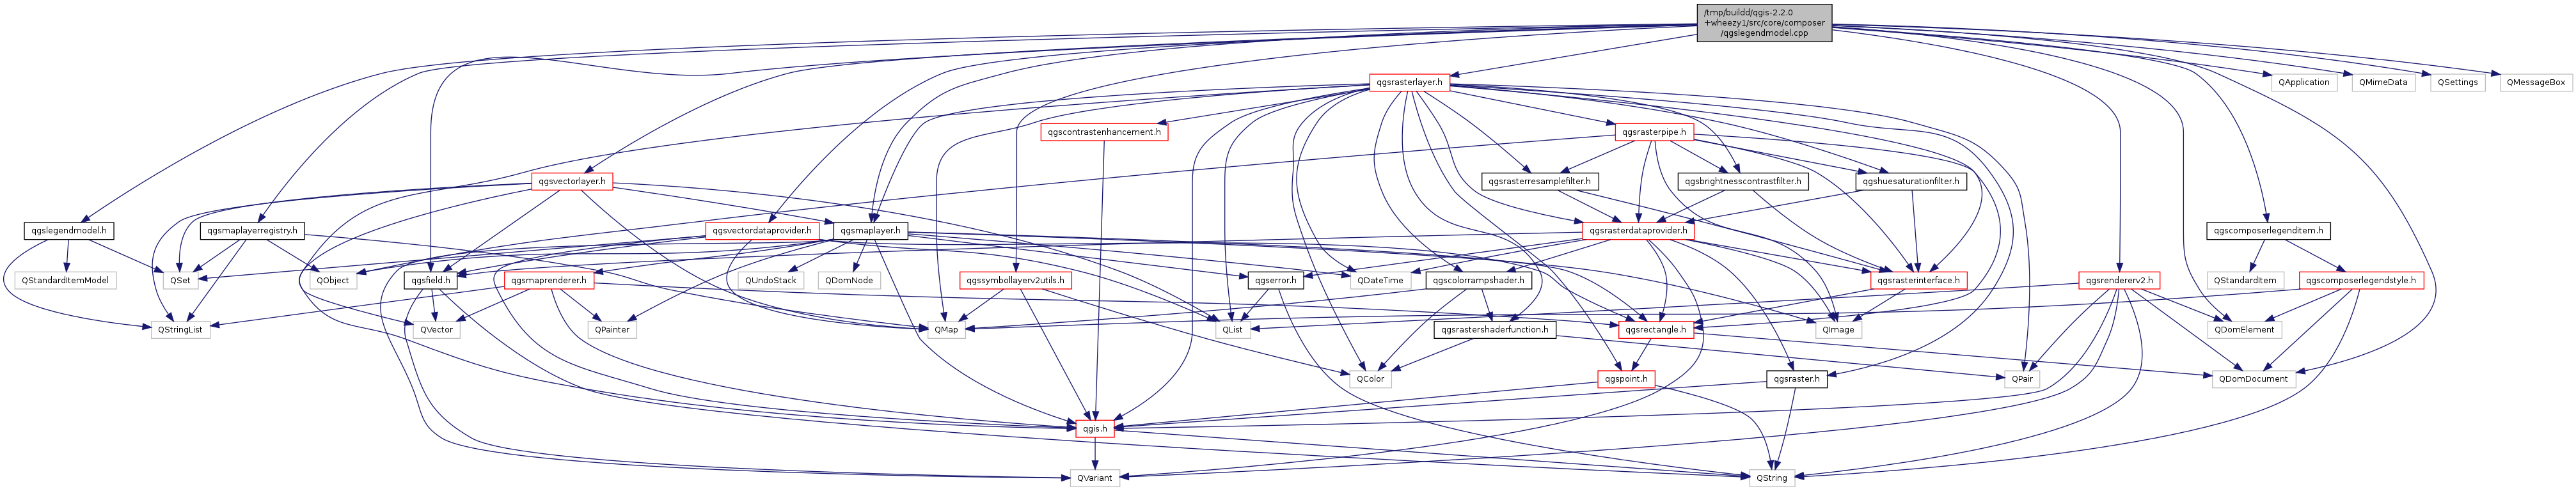 /tmp/buildd/qgis-2.2.0
+wheezy1/src/core/composer
/qgslegendmodel.cpp
qgsrasterlayer.h
QApplication
QMimeData
QSettings
QMessageBox
qgscontrastenhancement.h
qgsrasterpipe.h
qgsvectorlayer.h
qgsrasterresamplefilter.h
qgsbrightnesscontrastfilter.h
qgshuesaturationfilter.h
qgslegendmodel.h
qgsmaplayerregistry.h
qgsvectordataprovider.h
qgsmaplayer.h
qgsrasterdataprovider.h
qgscomposerlegenditem.h
QStandardItemModel
QSet
QObject
qgsfield.h
qgsmaprenderer.h
QUndoStack
QDomNode
qgssymbollayerv2utils.h
qgserror.h
QDateTime
qgscolorrampshader.h
qgsrasterinterface.h
qgsrendererv2.h
QStandardItem
qgscomposerlegendstyle.h
QStringList
QVector
QPainter
QMap
QList
qgsrastershaderfunction.h
qgsrectangle.h
QImage
QDomElement
QColor
qgspoint.h
qgsraster.h
QPair
QDomDocument
qgis.h
QVariant
QString